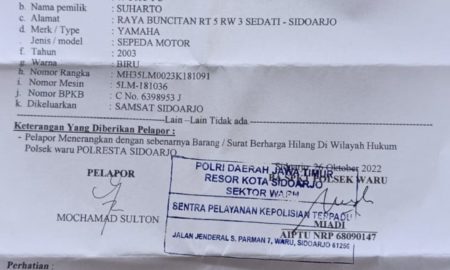 b. Nama pemilik : SUHARTO
c. Alamat : RAYA BUNCITAN RT 5 RW 3 SEDATI - SIDOARJO
d. Merk / Type : YAMAHA
. Jenis / model : SEPEDA MOTOR
f. Tahun : 2003
g. Warna : BIRU
h. Nomor Rangka : MH35LM0023K181091
i. Nomor Mesin : 5LM-181036
j. Nomor BPKB : C No. 6398953 J
k. Dikeluarkan : SAMSAT SIDOARJO
Lain –Lain Tidak ada
Keterangan Yang Diberikan Pelapor :
- Pelapor Menerangkan dengan sebenarnya Barang / Surat Berharga Hilang Di Wilayah Hukum
Polsek waru POLRESTA SIDOARJO
26 Oktober 2022
PELAPOR
POLSEK WARU
POLRI DAERAH JAWA TIMUR
RESOR KOTA SIDOARJO
SEKTOR WARU
SENTRA PELAYANAN KEPOLISIAN TERPADU
JALAN JENDERAL S. PARMAN 7, WARU, SIDOARJO 61256
MOCHAMAD SULTON
MIADI
AIPTU NRP 68090147
Perhatian :